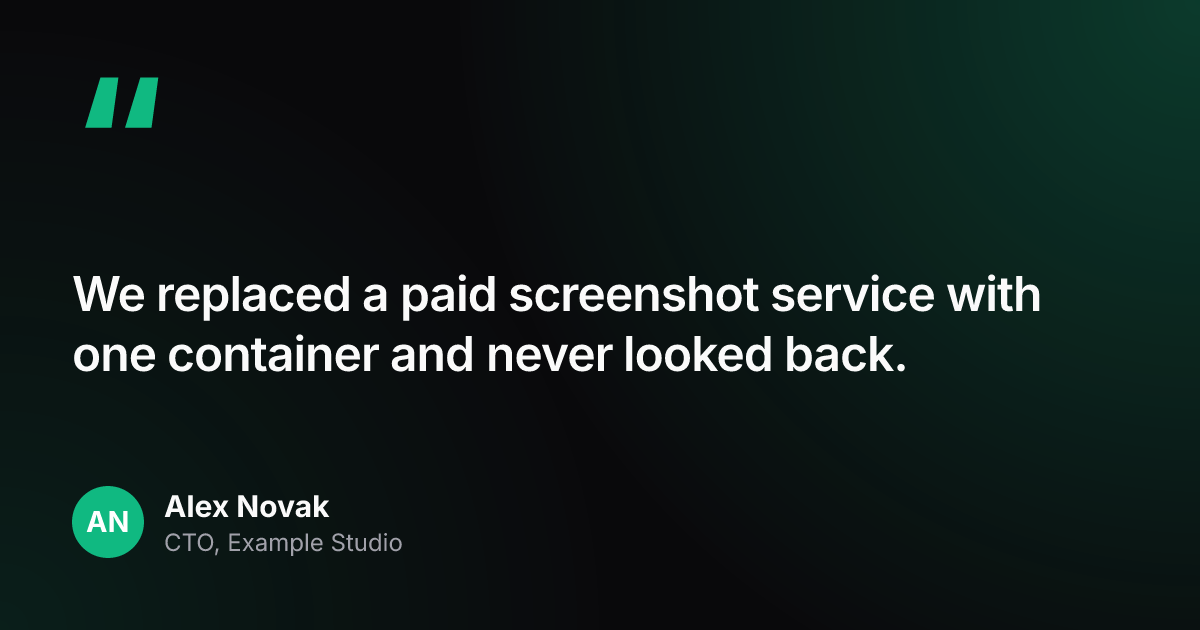 "
We replaced a paid screenshot service with
one container and never looked back.
AN
Alex Novak
CTO, Example Studio